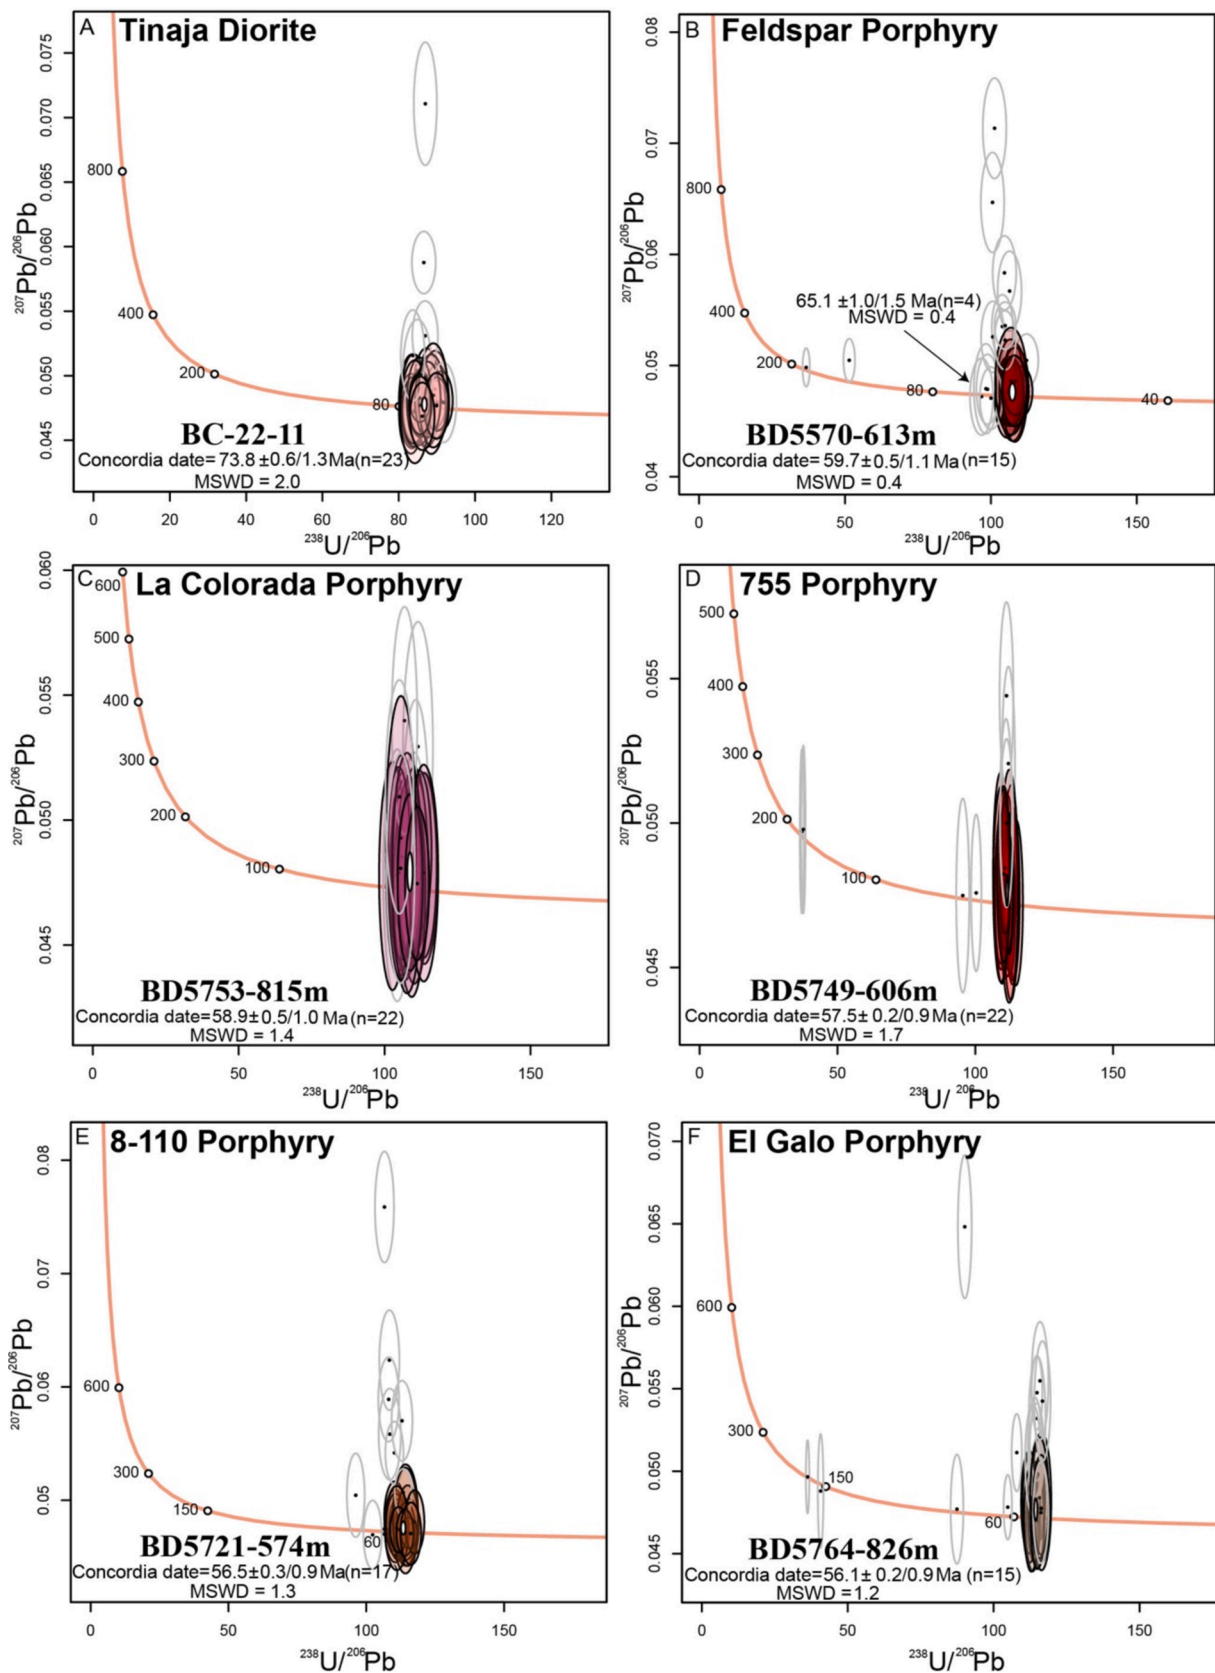 A Tinaja Diorite
0.075
0.070
0.065
0.060
0.055
0.050
0.045
207Pb/206Pb
800
400
200
80
BC-22-11
Concordia date=73.8±0.6/1.3Ma(n=23)
MSWD = 2.0
0 20 40 60 80 100 120
238U/206Pb
B Feldspar Porphyry
0.08
0.07
0.06
0.05
0.04
207Pb/206Pb
800
400
200
80
40
65.1 ±1.0/1.5 Ma(n=4)
MSWD = 0.4
BD5570-613m
Concordia date=59.7±0.5/1.1Ma(n=15)
MSWD = 0.4
0 50 100 150
238U/206Pb
C La Colorada Porphyry
0.060
0.055
0.050
0.045
207Pb/206Pb
600
500
400
300
200
100
BD5753-815m
Concordia date=58.9±0.5/1.0 Ma(n=22)
MSWD = 1.4
0 50 100 150
238U/206Pb
D 755 Porphyry
0.055
0.050
0.045
207Pb/206Pb
500
400
300
200
100
BD5749-606m
Concordia date=57.5± 0.2/0.9Ma(n=22)
MSWD = 1.7
0 50 100 150
238U/ 206Pb
E 8-110 Porphyry
0.08
0.07
0.06
0.05
207Pb/206Pb
600
300
150
60
BD5721-574m
Concordia date=56.5±0.3/0.9Ma(n=17)
MSWD = 1.3
0 50 100 150
238U/206Pb
F El Galo Porphyry
0.070
0.065
0.060
0.055
0.050
0.045
207Pb/206Pb
600
300
150
60
BD5764-826m
Concordia date=56.1± 0.2/0.9Ma (n=15)
MSWD =1.2
0 50 100 150
238U/206Pb